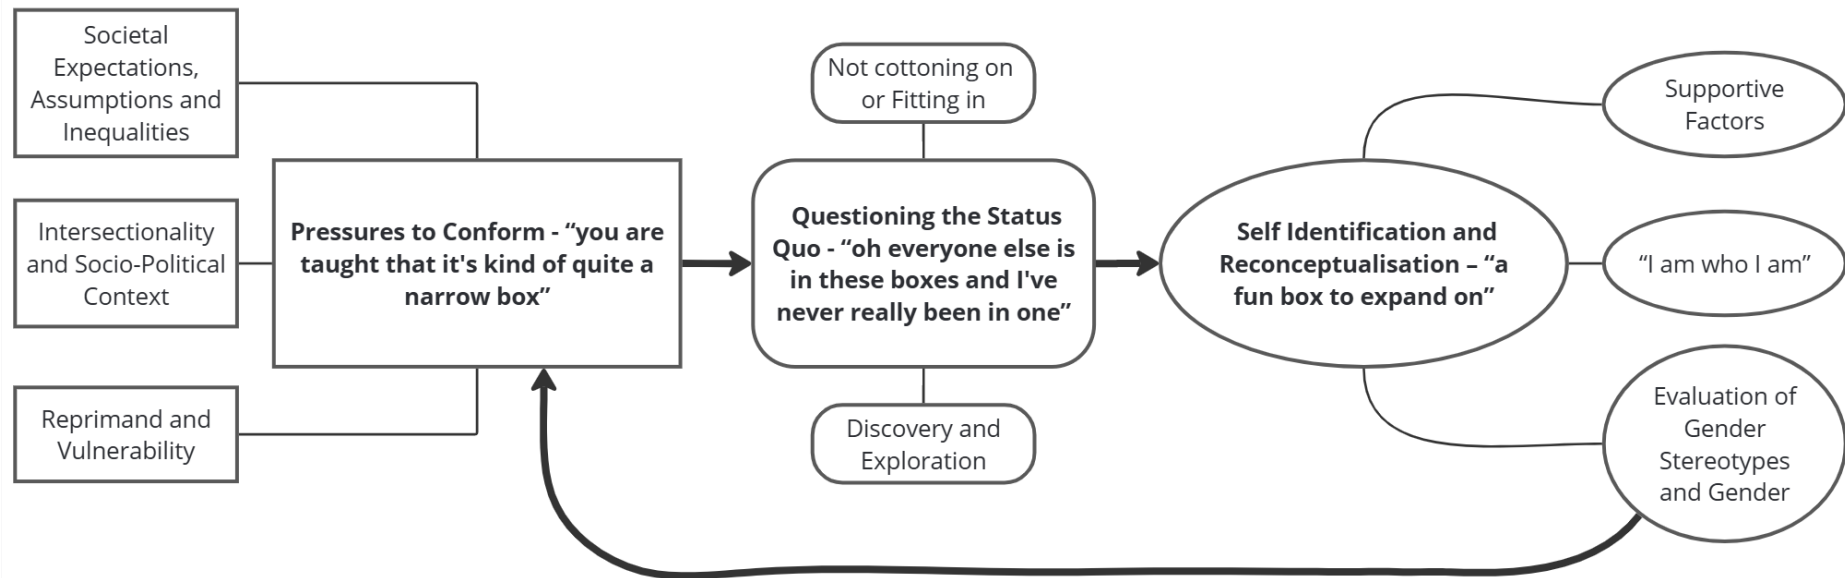 Societal
Expectations,
Assumptions and
Inequalities
Intersectionality
and Socio-Political
Context
Reprimand and
Vulnerability
Pressures to Conform - “you are
taught that it's kind of quite a
narrow box”
Not cottoning on
or Fitting in
Questioning the Status
Quo - “oh everyone else is
in these boxes and I've
never really been in one”
Discovery and
Exploration
Self Identification and
Reconceptualisation – “a
fun box to expand on”
Supportive
Factors
“I am who I am”
Evaluation of
Gender
Stereotypes
and Gender